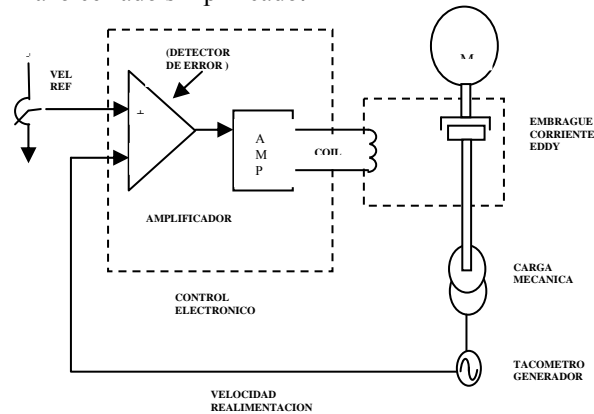 (DETECTOR
DE ERROR )
VEL
REF
A
M
P
COIL
AMPLIFICADOR
EMBRAGUE
CORRIENTE
EDDY
CARGA
MECANICA
CONTROL
ELECTRONICO
TACOMETRO
GENERADOR
VELOCIDAD
REALIMENTACION